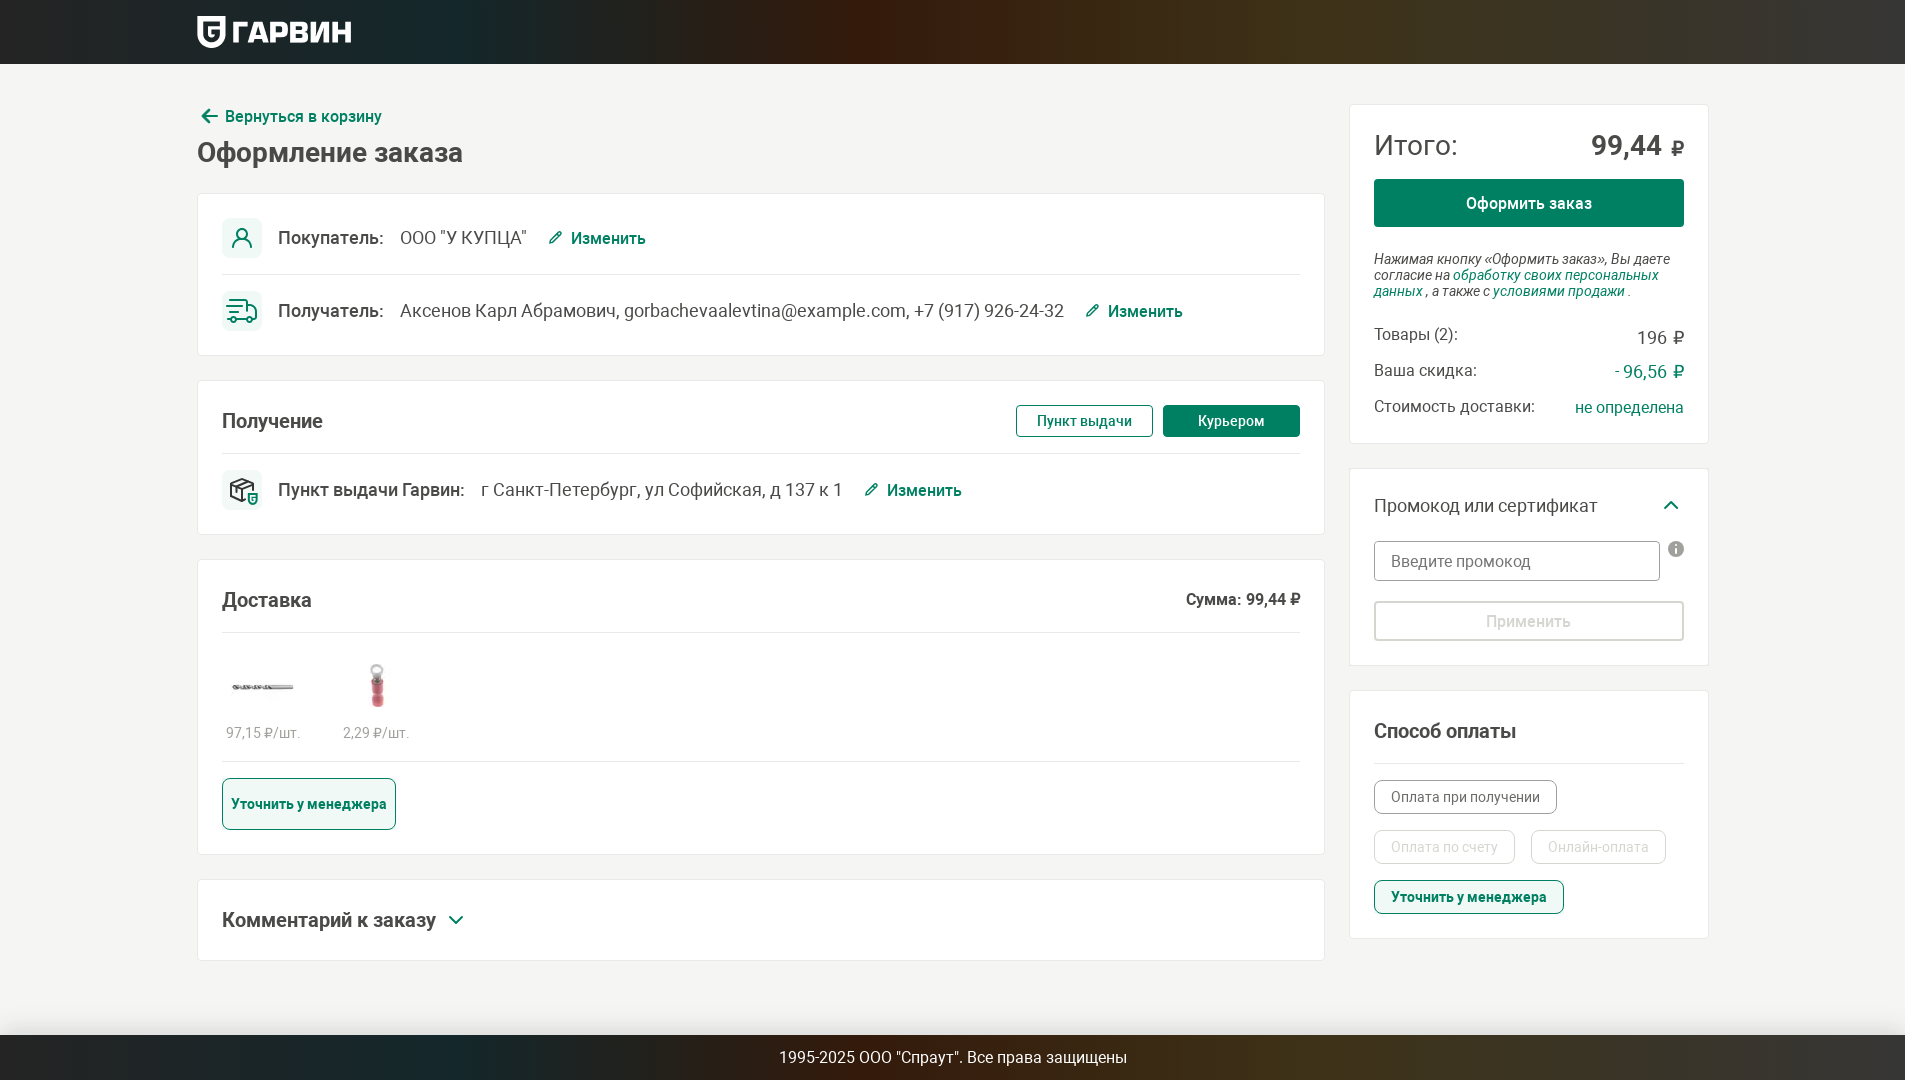 ГАРВИН
Вернуться в корзину
Оформление заказа
Покупатель: ООО "У КУПЦА" Изменить
Получатель: Аксенов Карл Абрамович, gorbachevaalevtina@example.com, +7 (917) 926-24-32 Изменить
Получение
Пункт выдачи
Курьером
Пункт выдачи Гарвин: г Санкт-Петербург, ул Софийская, д 137 к 1 Изменить
Доставка
Сумма: 99,44 ₽
97,15 ₽/шт.
2,29 ₽/шт.
Уточнить у менеджера
Комментарий к заказу
Итого: 99,44 ₽
Оформить заказ
Нажимая кнопку «Оформить заказ», Вы даете
согласие на обработку своих персональных
данных , а также с условиями продажи .
Товары (2): 196 ₽
Ваша скидка: - 96,56 ₽
Стоимость доставки: не определена
Промокод или сертификат
Введите промокод
Применить
Способ оплаты
Оплата при получении
Оплата по счету
Онлайн-оплата
Уточнить у менеджера
1995-2025 ООО "Спраут". Все права защищены